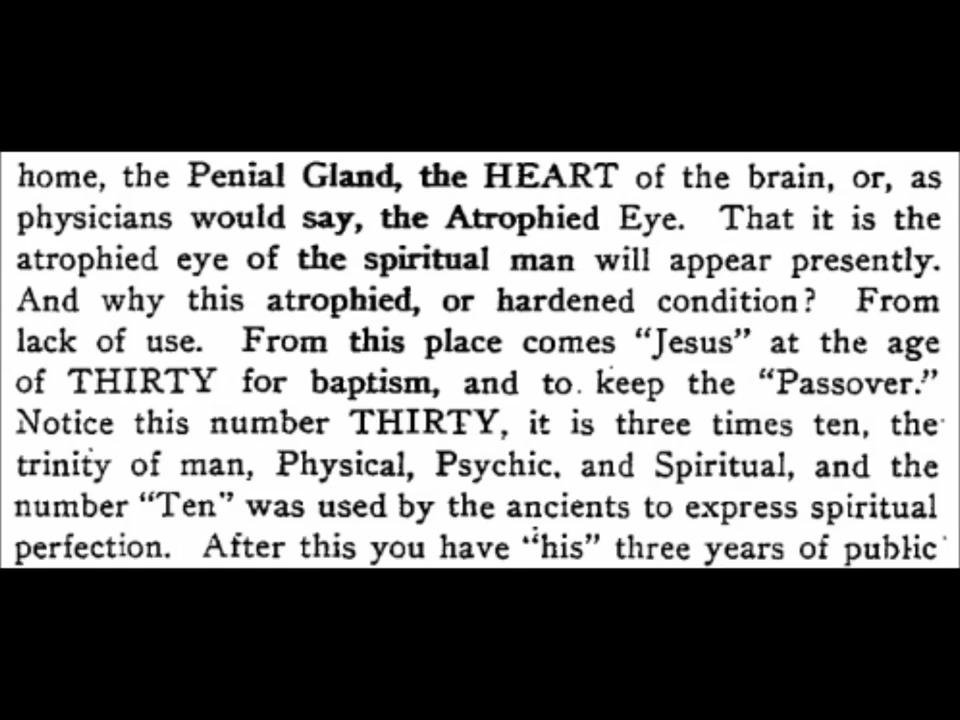 home, the Penial Gland, the HEART of the brain, or, as
physicians would say, the Atrophied Eye. That it is the
atrophied eye of the spiritual man will appear presently.
And why this atrophied, or hardened condition? From
lack of use. From this place comes "Jesus" at the age
of THIRTY for baptism, and to keep the "Passover."
Notice this number THIRTY, it is three times ten, the
trinity of man, Physical, Psychic, and Spiritual, and the
number "Ten" was used by the ancients to express spiritual
perfection. After this you have "his" three years of public